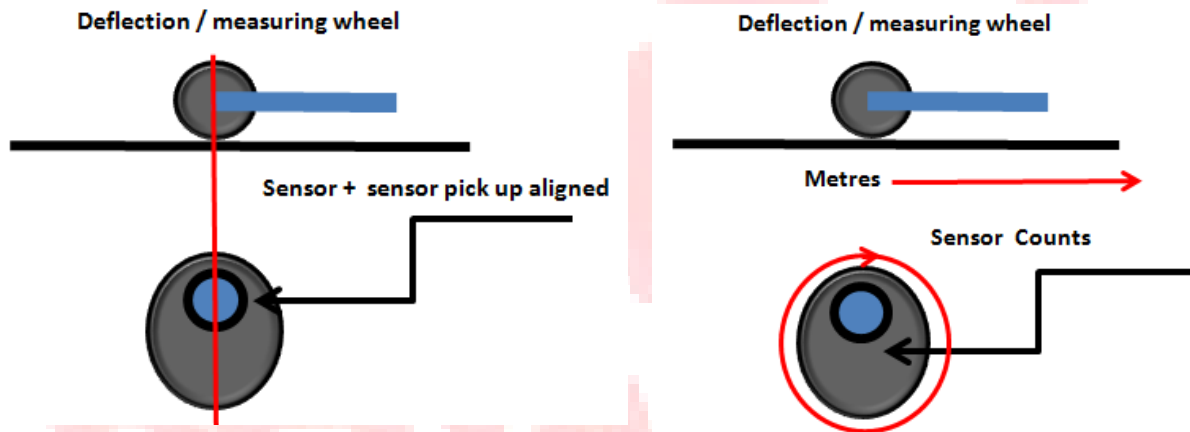 Deflection / measuring wheel
Sensor + sensor pick up aligned
Deflection / measuring wheel
Metres
Sensor Counts